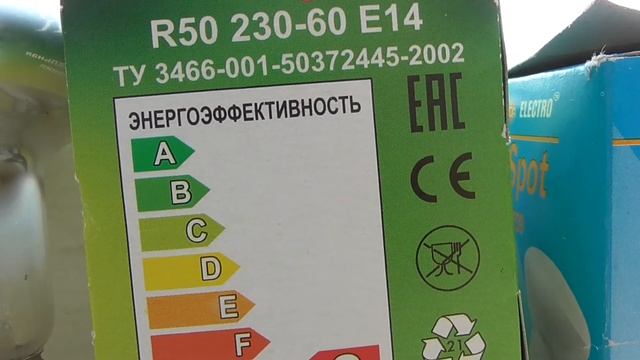 R50 230-60 E14
ТУ 3466-001-50372445-2002
ЭНЕРГОЭФФЕКТИВНОСТЬ
EAC
CE
A
B
C
D
E
F
21
ELECTRO
Spot